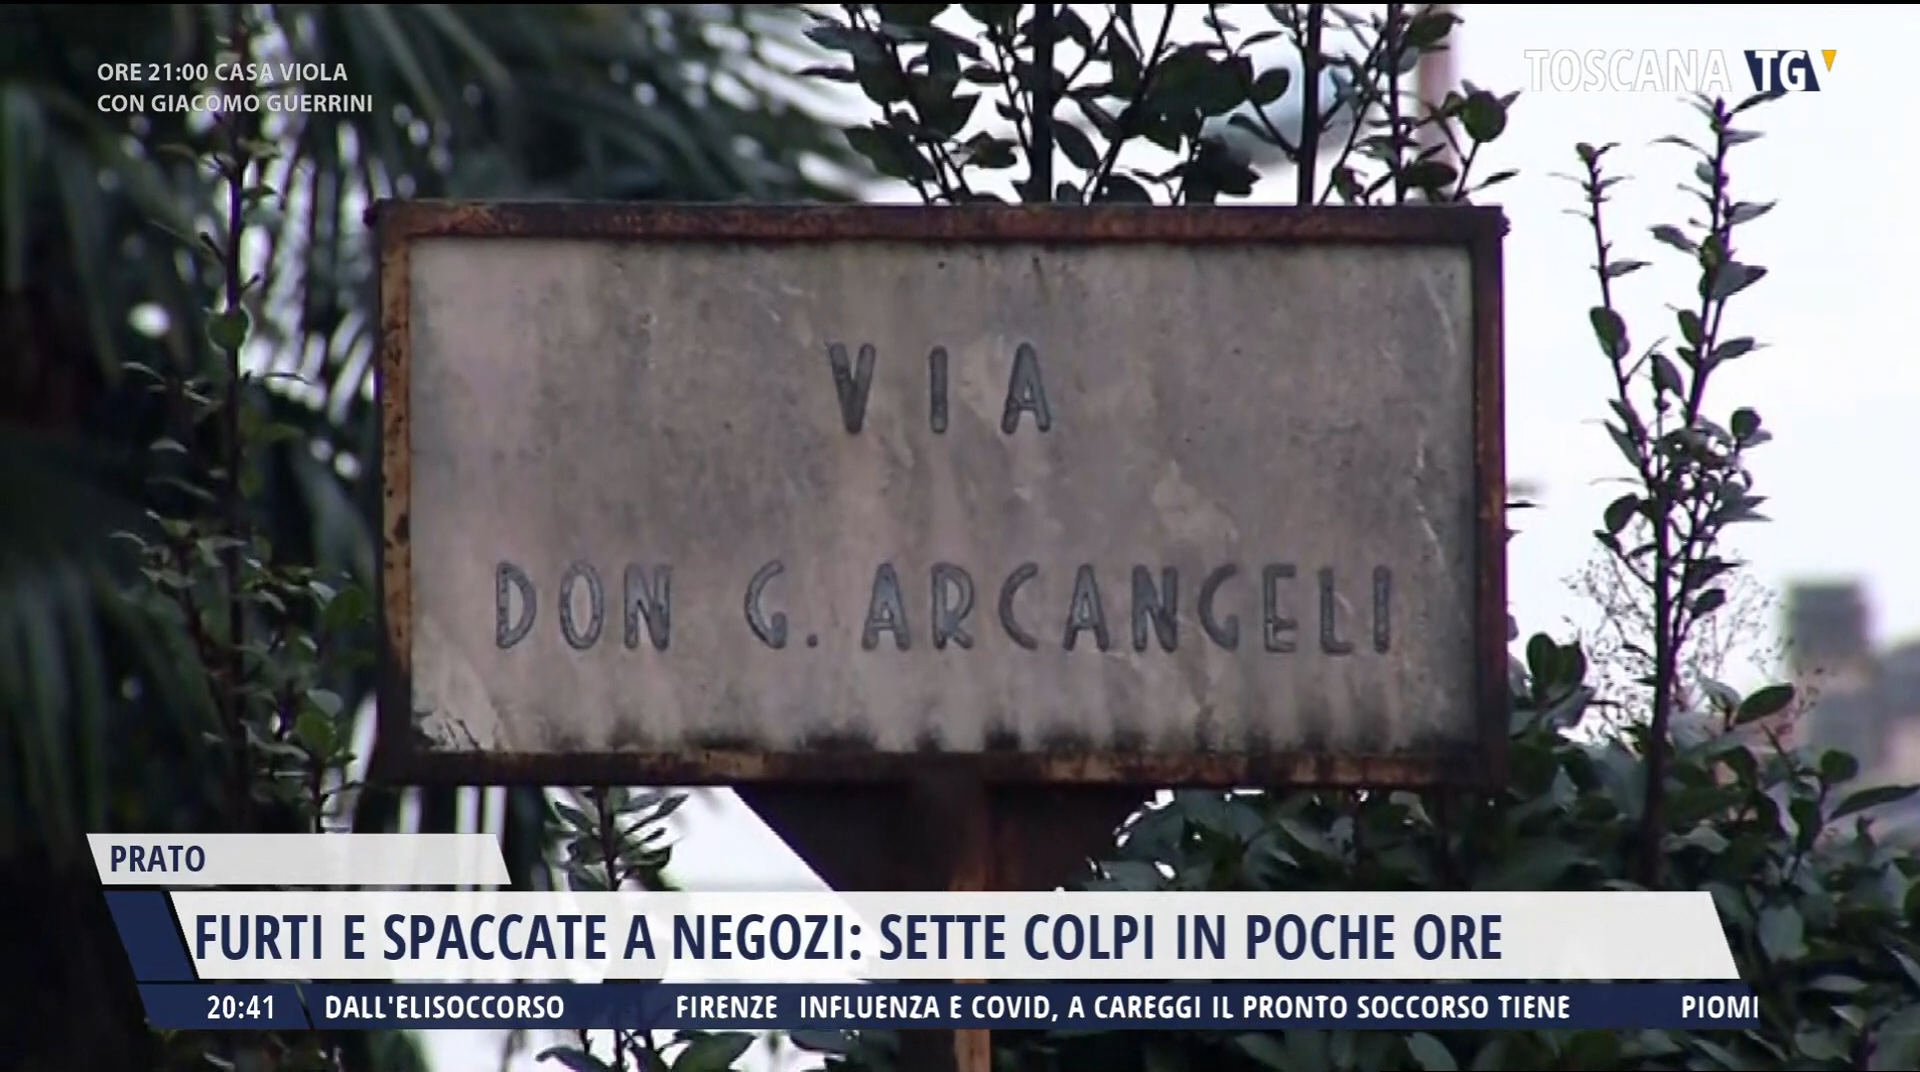 ORE 21:00 CASA VIOLA
CON GIACOMO GUERRINI
TOSCANA TG
VIA
DON G. ARCANGELI
PRATO
FURTI E SPACCATE A NEGOZI: SETTE COLPI IN POCHE ORE
20:41 DALL'ELISOCCORSO FIRENZE INFLUENZA E COVID, A CAREGGI IL PRONTO SOCCORSO TIENE PIOMI